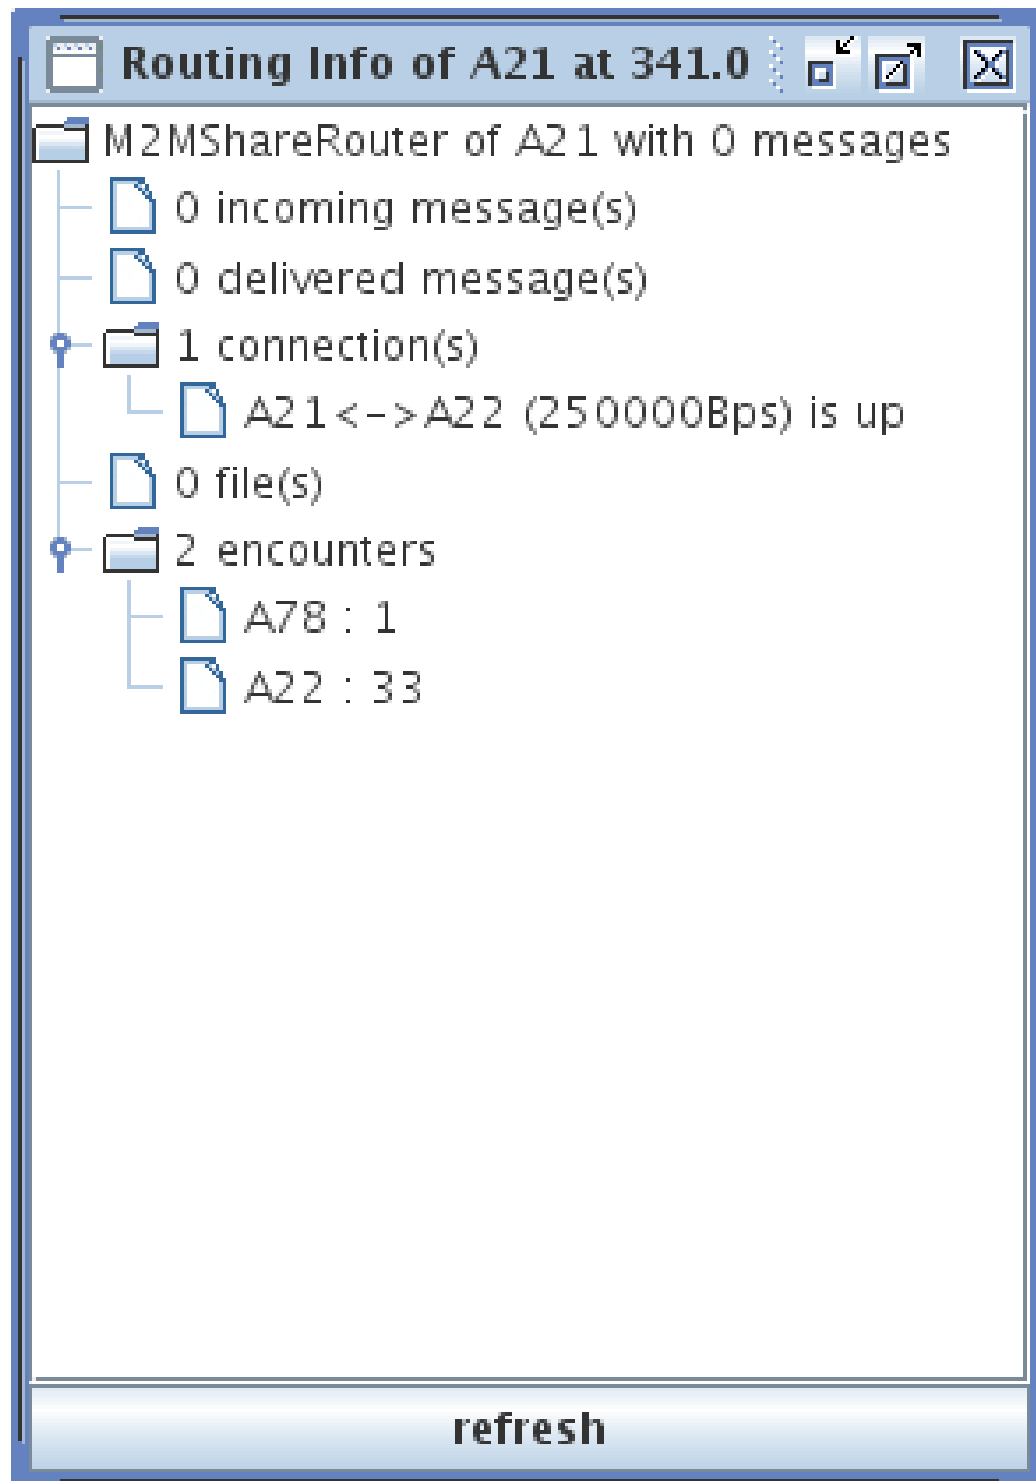 Routing Info of A21 at 341.0
M2MShareRouter of A21 with 0 messages
0 incoming message(s)
0 delivered message(s)
1 connection(s)
A21<->A22 (250000Bps) is up
0 file(s)
2 encounters
A78 : 1
A22 : 33
refresh